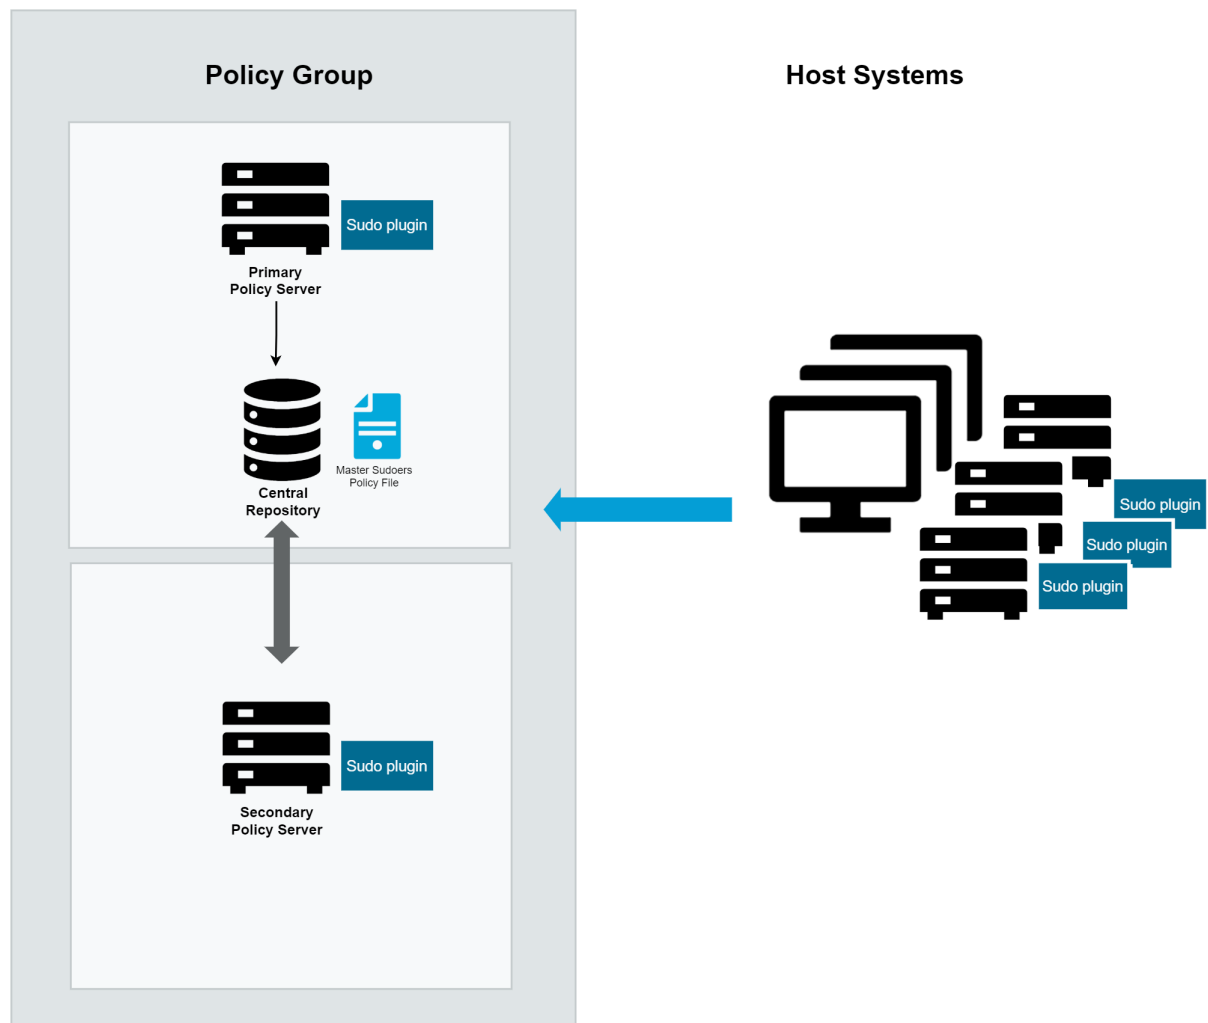 Policy Group
Host Systems
Sudo plugin
Primary
Policy Server
Master Sudoers
Policy File
Central
Repository
Sudo plugin
Sudo plugin
Sudo plugin
Sudo plugin
Secondary
Policy Server